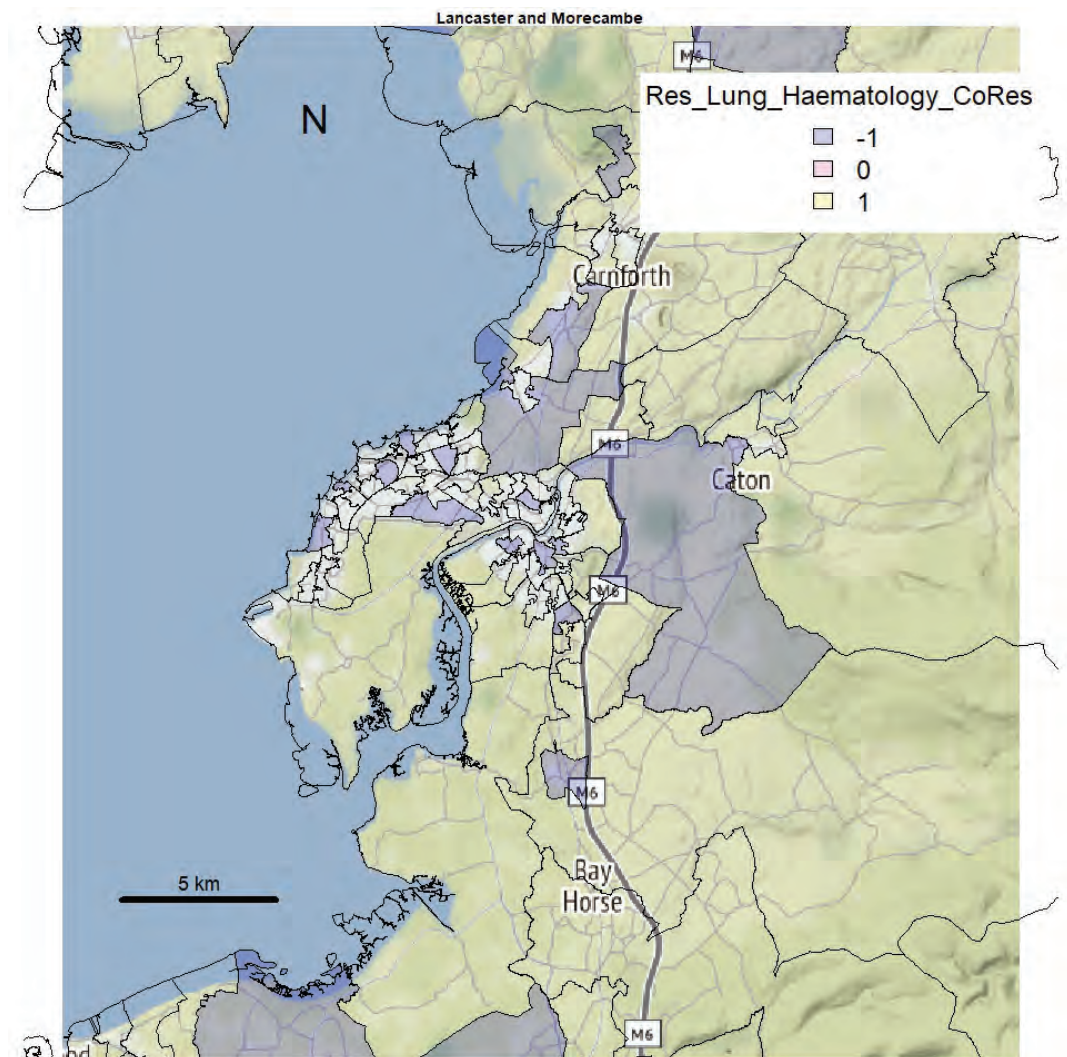 Lancaster and Morecambe
M6
N
Res_Lung_Haematology_CoRes
-1
0
1
Carnforth
M6
Caton
M6
M6
5 km
Bay
Horse
M6